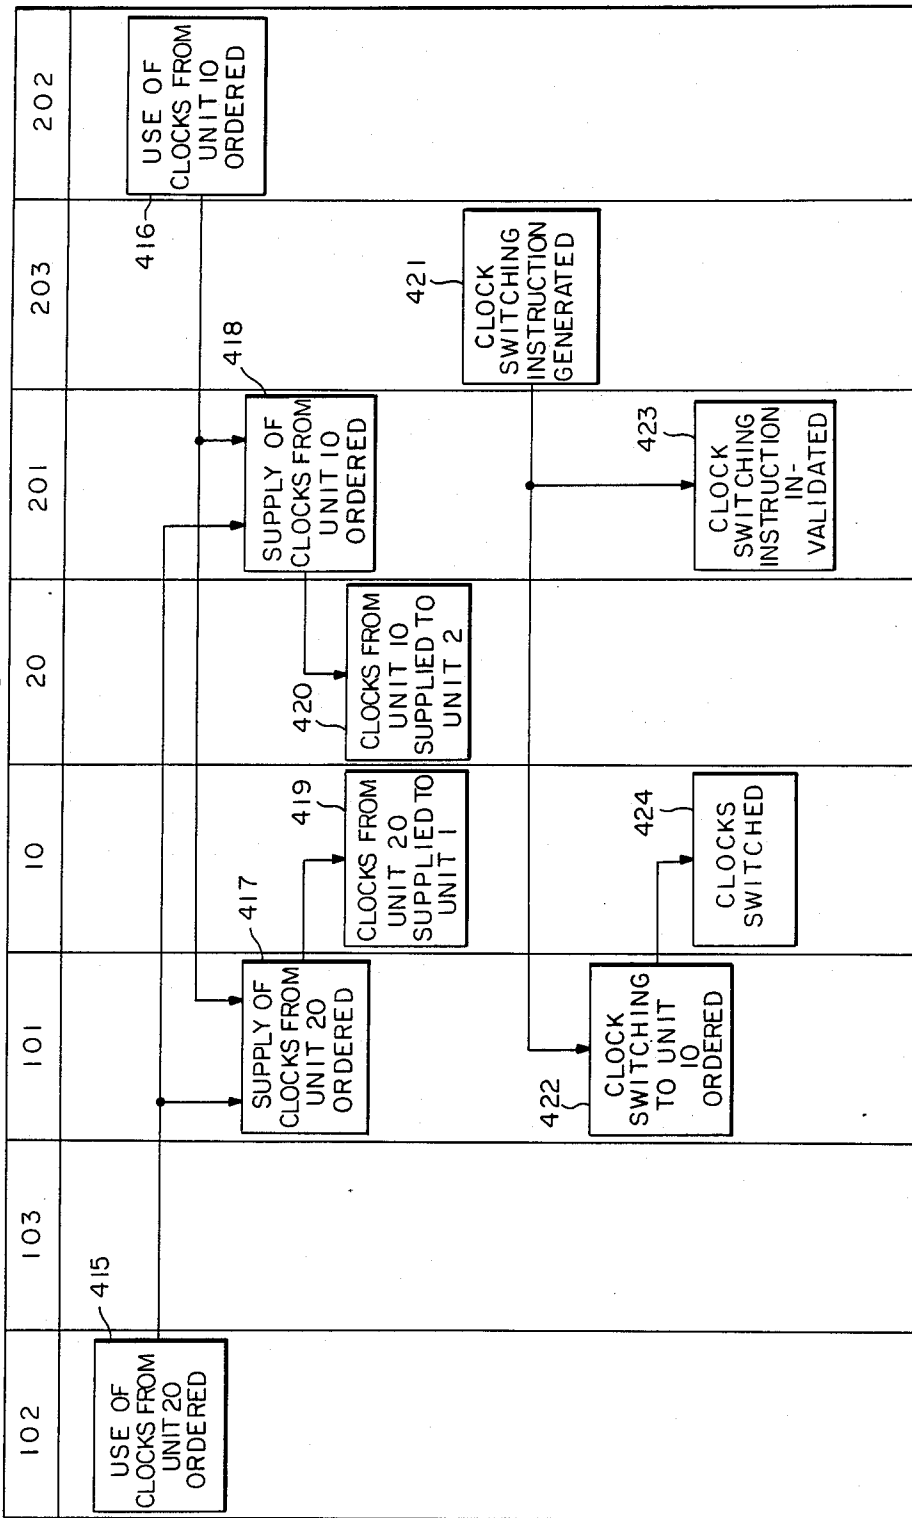 102
103
101
10
20
201
203
202
415
USE OF
CLOCKS FROM
UNIT 20
ORDERED
416
USE OF
CLOCKS FROM
UNIT 10
ORDERED
417
SUPPLY OF
CLOCKS FROM
UNIT 20
ORDERED
418
SUPPLY OF
CLOCKS FROM
UNIT 10
ORDERED
419
CLOCKS FROM
UNIT 20
SUPPLIED TO
UNIT 1
420
CLOCKS FROM
UNIT 10
SUPPLIED TO
UNIT 2
421
CLOCK
SWITCHING
INSTRUCTION
GENERATED
422
CLOCK
SWITCHING
TO UNIT
10
ORDERED
423
CLOCK
SWITCHING
INSTRUCTION
IN-
VALIDATED
424
CLOCKS
SWITCHED